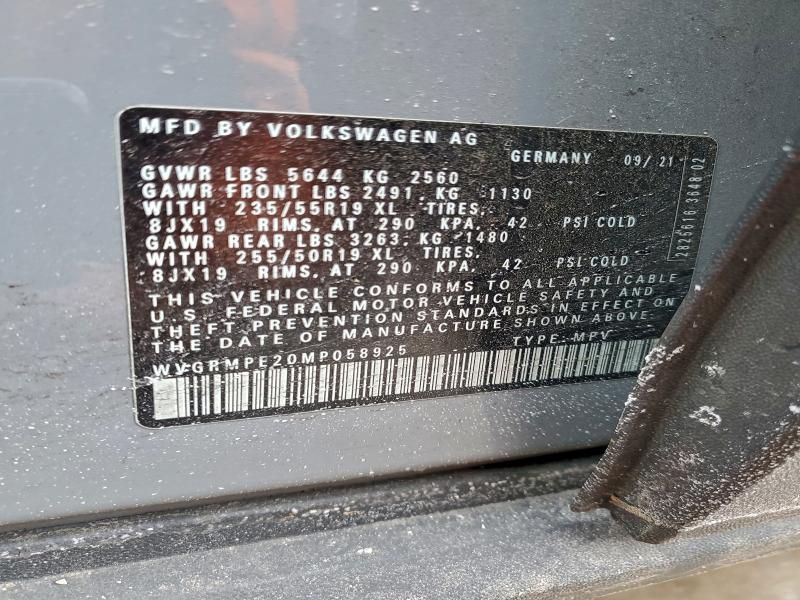 MFD BY VOLKSWAGEN AG
GERMANY 09/ 21
GVWR LBS 5644 KG 2560
GAWR FRONT LBS 2491 KG 1130
WITH 235/55R19 XL TIRES,
8JX19 RIMS, AT 290 KPA, 42 PSI COLD
GAWR REAR LBS 3263, KG 1480
WITH 255/50R19 XL TIRES,
8JX19 RIMS, AT 290 KPA, 42 PSI COLD
THIS VEHICLE CONFORMS TO ALL APPLICABLE
U.S. FEDERAL MOTOR VEHICLE SAFETY AND
THEFT PREVENTION STANDARDS IN EFFECT ON
THE DATE OF MANUFACTURE SHOWN ABOVE.
TYPE: MPV
WVGRMPE20MP058925